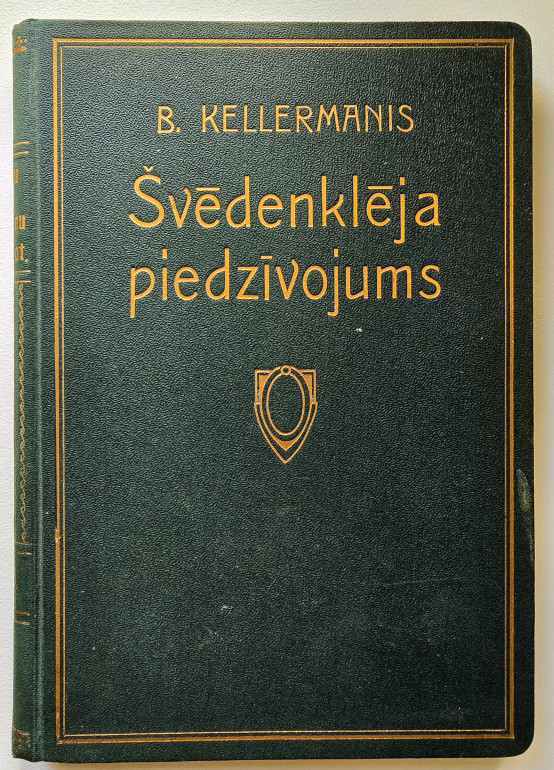 B. KELLERMANIS
Švēdenklēja
piedzīvojums